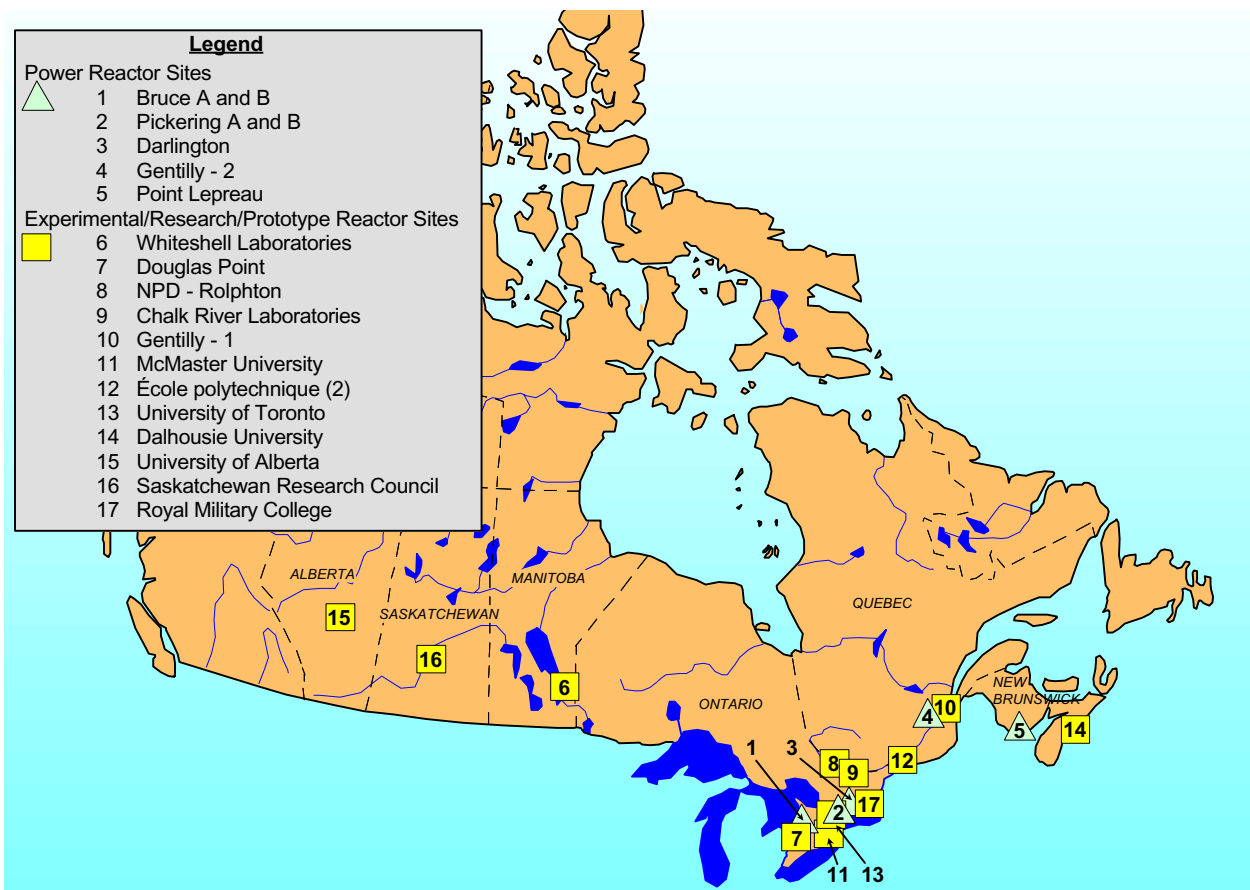 Legend
Power Reactor Sites
1 Bruce A and B
2 Pickering A and B
3 Darlington
4 Gentilly - 2
5 Point Lepreau
Experimental/Research/Prototype Reactor Sites
6 Whiteshell Laboratories
7 Douglas Point
8 NPD - Rolphton
9 Chalk River Laboratories
10 Gentilly - 1
11 McMaster University
12 École polytechnique (2)
13 University of Toronto
14 Dalhousie University
15 University of Alberta
16 Saskatchewan Research Council
17 Royal Military College
ALBERTA
MANITOBA
SASKATCHEWAN
QUEBEC
15
16
6
ONTARIO
NEW
BRUNSWICK
10
4
5
14
1
3
12
8
9
17
2
7
11
13